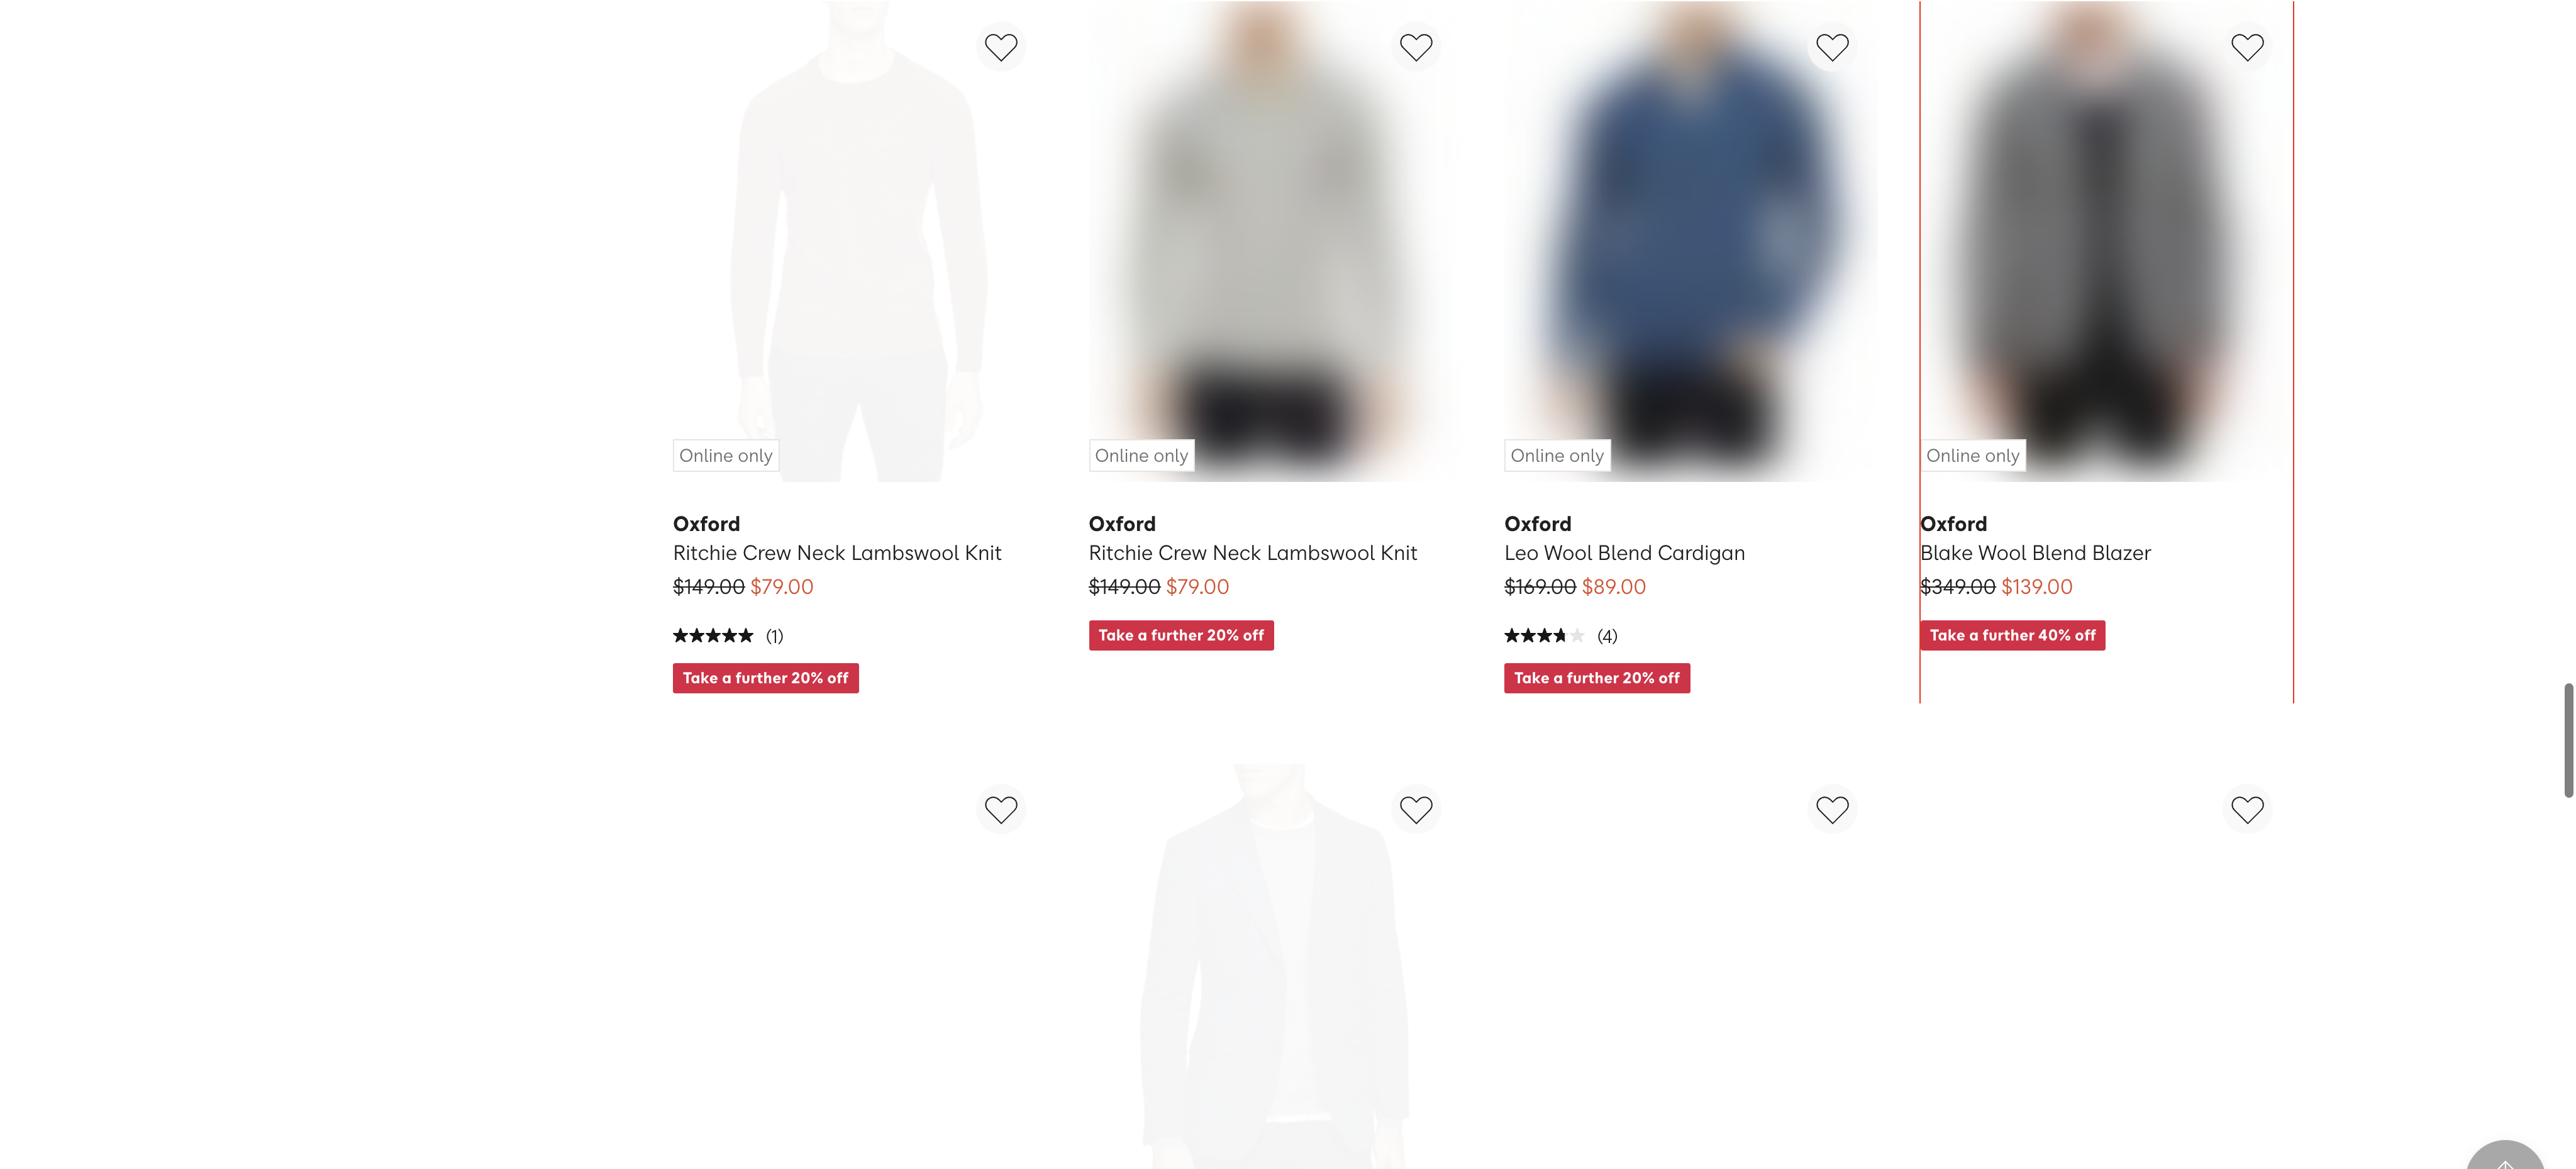 Online only
Oxford
Ritchie Crew Neck Lambswool Knit
$149.00 $79.00
(1)
Take a further 20% off
Online only
Oxford
Ritchie Crew Neck Lambswool Knit
$149.00 $79.00
Take a further 20% off
Online only
Oxford
Leo Wool Blend Cardigan
$169.00 $89.00
(4)
Take a further 20% off
Online only
Oxford
Blake Wool Blend Blazer
$349.00 $139.00
Take a further 40% off